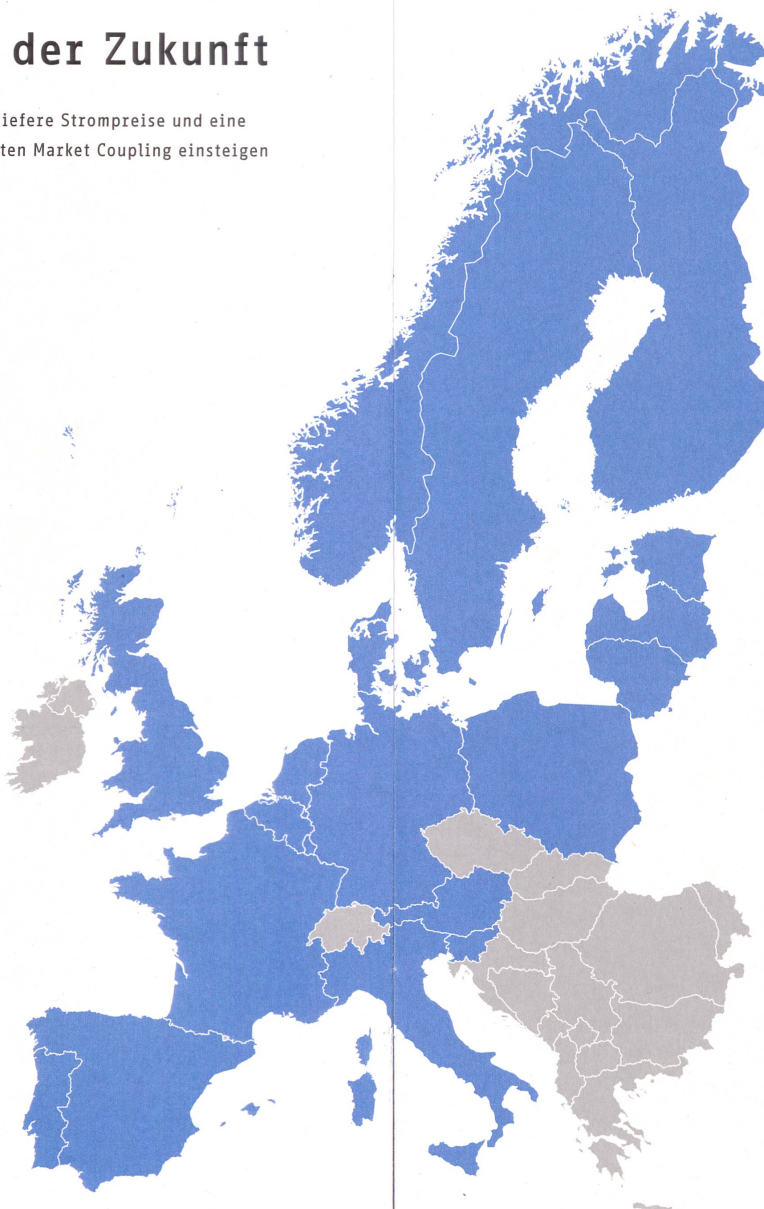 der Zukunft
iefere Strompreise und eine
ten Market Coupling einsteigen